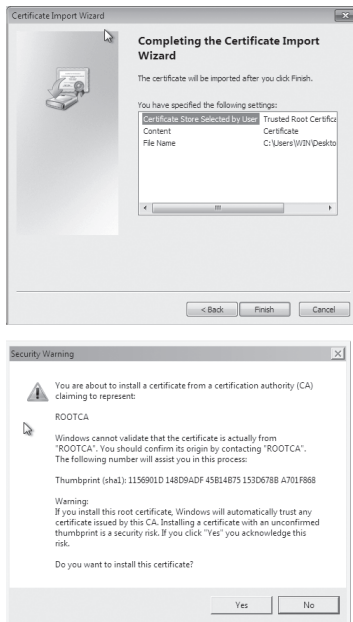 Certificate Import Wizard
Completing the Certificate Import
Wizard
The certificate will be imported after you click Finish.
You have specified the following settings:
Certificate Store Selected by User Trusted Root Certifica
Content Certificate
File Name C:\Users\WIN\Deskto
< Back Finish Cancel
Security Warning
You are about to install a certificate from a certification authority (CA)
claiming to represent:
ROOTCA
Windows cannot validate that the certificate is actually from
"ROOTCA". You should confirm its origin by contacting "ROOTCA".
The following number will assist you in this process:
Thumbprint (sha1): 1156901D 148D9ADF 45B14B75 153D678B A701F868
Warning:
If you install this root certificate, Windows will automatically trust any
certificate issued by this CA. Installing a certificate with an unconfirmed
thumbprint is a security risk. If you click "Yes" you acknowledge this
risk.
Do you want to install this certificate?
Yes No